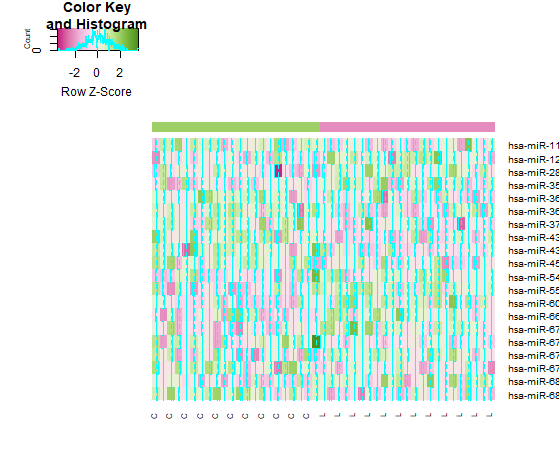 Color Key
and Histogram
Count
0
-2 0 2
Row Z-Score
hsa-miR-11
hsa-miR-12
hsa-miR-28
hsa-miR-35
hsa-miR-36
hsa-miR-36
hsa-miR-37
hsa-miR-43
hsa-miR-43
hsa-miR-45
hsa-miR-54
hsa-miR-55
hsa-miR-60
hsa-miR-66
hsa-miR-67
hsa-miR-67
hsa-miR-67
hsa-miR-67
hsa-miR-68
hsa-miR-68
C C C C C C C C C C C L L L L L L L L L L L L